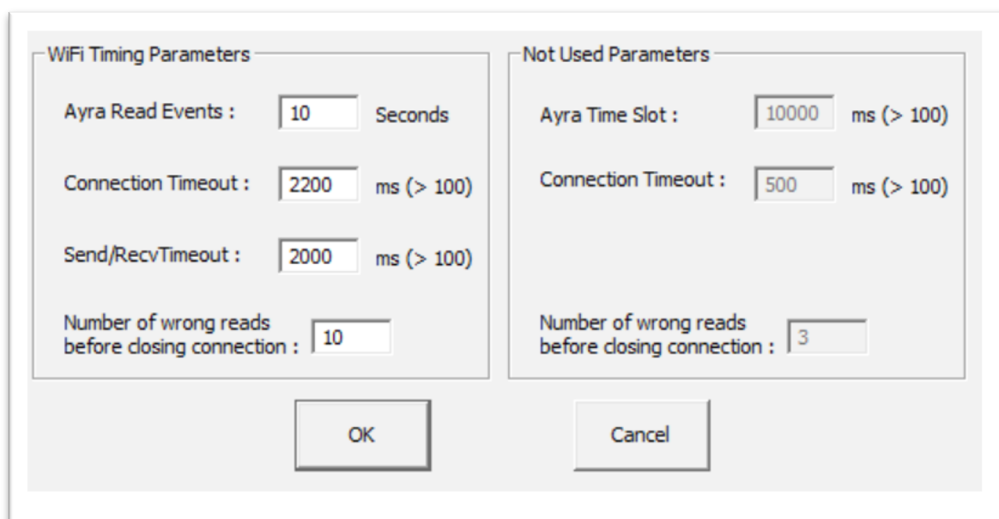 WiFi Timing Parameters
Ayra Read Events : 10 Seconds
Connection Timeout : 2200 ms (> 100)
Send/RecvTimeout : 2000 ms (> 100)
Number of wrong reads
before closing connection : 10
Not Used Parameters
Ayra Time Slot : 10000 ms (> 100)
Connection Timeout : 500 ms (> 100)
Number of wrong reads
before closing connection : 3
OK
Cancel